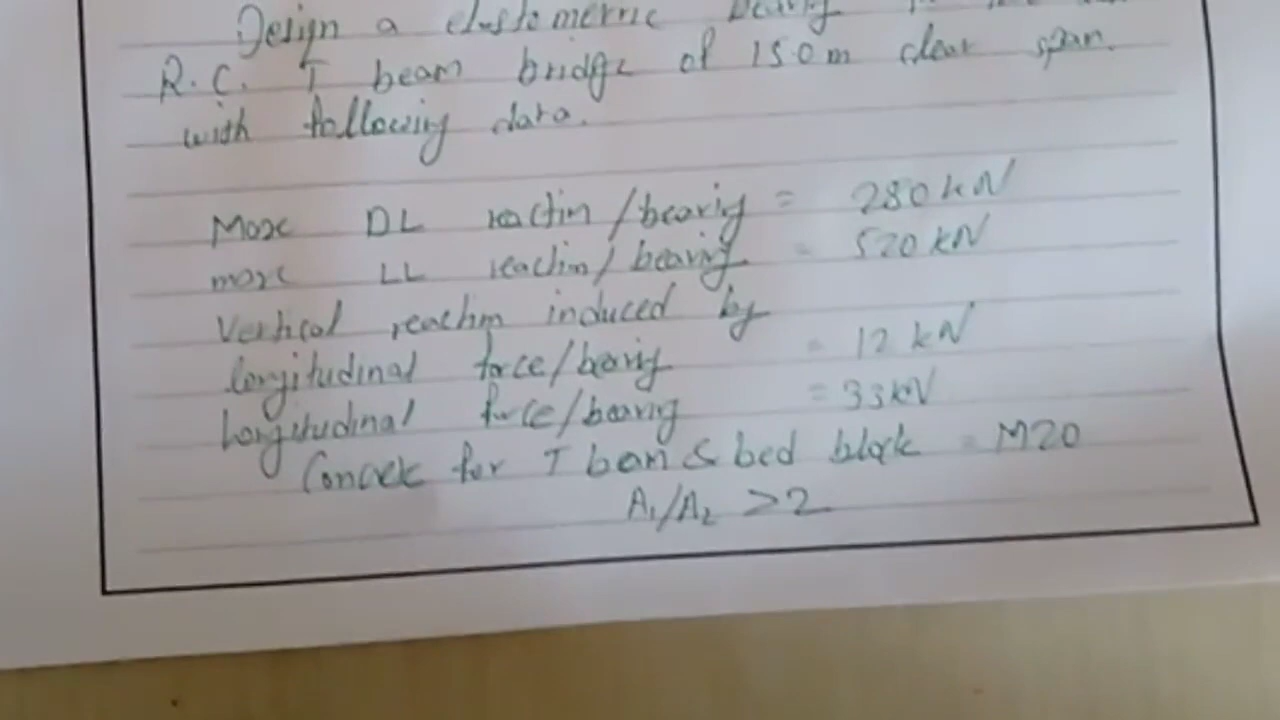 Design a elastomeric bearing
R.C. T beam bridge of 15.0m clear span.
with following data.
Max DL reaction/bearing = 280 kN
max LL reaction/bearing = 520 kN
Vertical reaction induced by
longitudinal force/bearing = 12 kN
Longitudinal force/bearing = 33 kN
Concrete for T beam & bed block = M20
A₁/A₂ >2